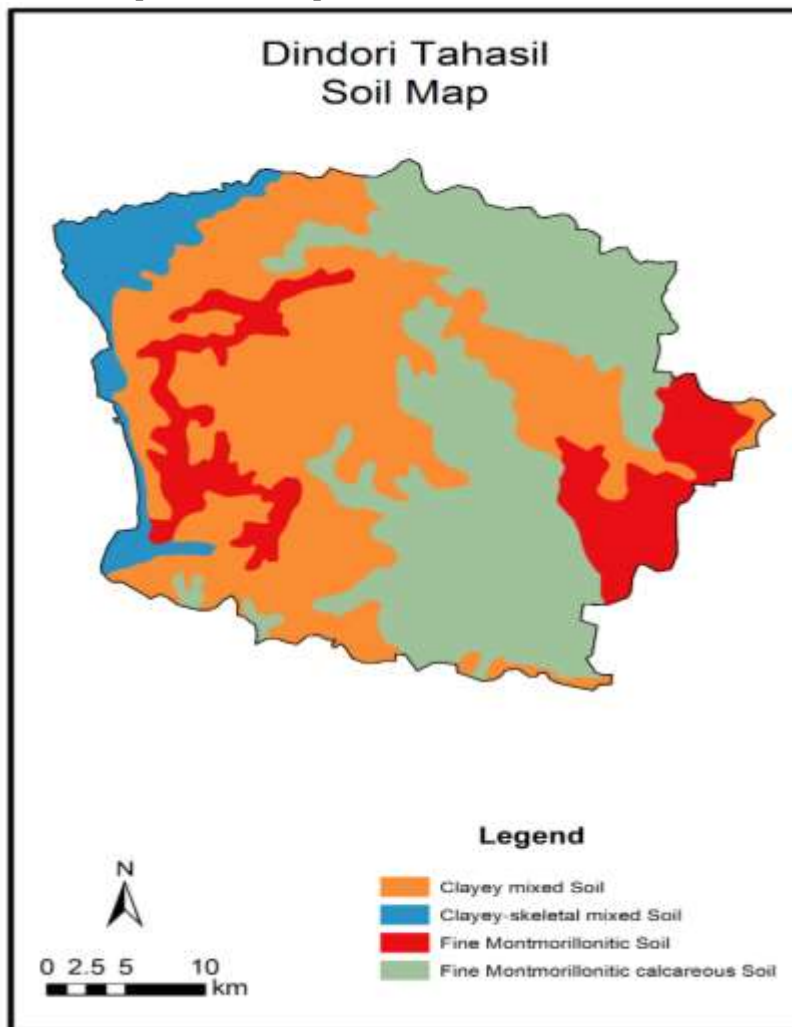 Dindori Tahasil
Soil Map
Legend
Clayey mixed Soil
Clayey-skeletal mixed Soil
Fine Montmorillonitic Soil
Fine Montmorillonitic calcareous Soil
N
0 2.5 5 10
km